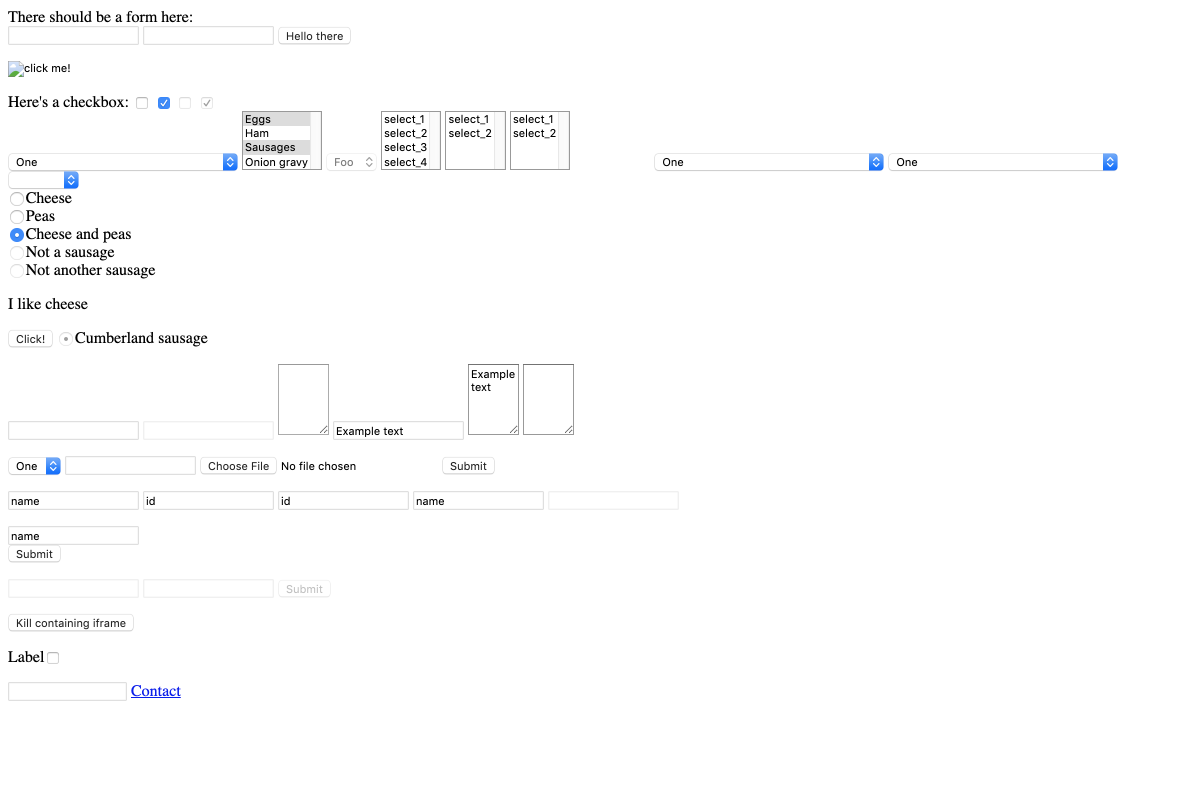 There should be a form here:
Hello there
click me!
Here's a checkbox:
One
Eggs
Ham
Sausages
Onion gravy
Foo
select_1
select_2
select_3
select_4
select_1
select_2
select_1
select_2
One
One
Cheese
Peas
Cheese and peas
Not a sausage
Not another sausage
I like cheese
Click! Cumberland sausage
Example text
Example
text
One Choose File No file chosen Submit
name id id name
name
Submit
Submit
Kill containing iframe
Label
Contact